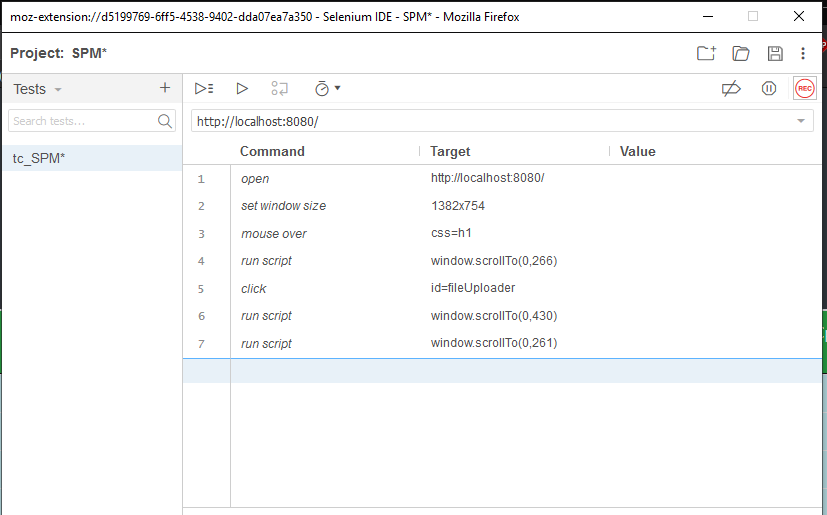 moz-extension://d5199769-6ff5-4538-9402-dda07ea7a350 - Selenium IDE - SPM* - Mozilla Firefox
Project: SPM*
Tests
Search tests...
tc_SPM*
REC
http://localhost:8080/
Command Target Value
1 open http://localhost:8080/
2 set window size 1382x754
3 mouse over css=h1
4 run script window.scrollTo(0,266)
5 click id=fileUploader
6 run script window.scrollTo(0,430)
7 run script window.scrollTo(0,261)